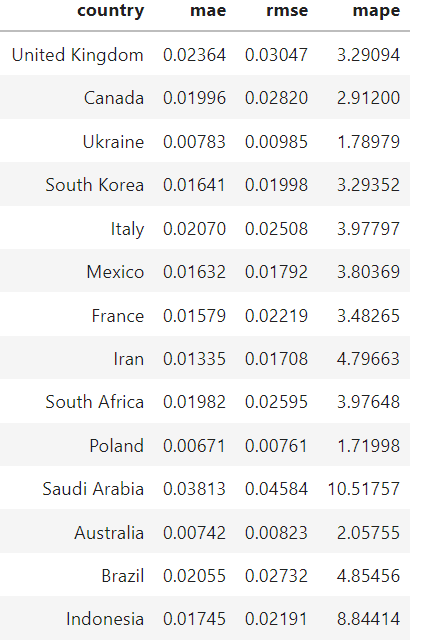 country mae rmse mape
United Kingdom 0.02364 0.03047 3.29094
Canada 0.01996 0.02820 2.91200
Ukraine 0.00783 0.00985 1.78979
South Korea 0.01641 0.01998 3.29352
Italy 0.02070 0.02508 3.97797
Mexico 0.01632 0.01792 3.80369
France 0.01579 0.02219 3.48265
Iran 0.01335 0.01708 4.79663
South Africa 0.01982 0.02595 3.97648
Poland 0.00671 0.00761 1.71998
Saudi Arabia 0.03813 0.04584 10.51757
Australia 0.00742 0.00823 2.05755
Brazil 0.02055 0.02732 4.85456
Indonesia 0.01745 0.02191 8.84414